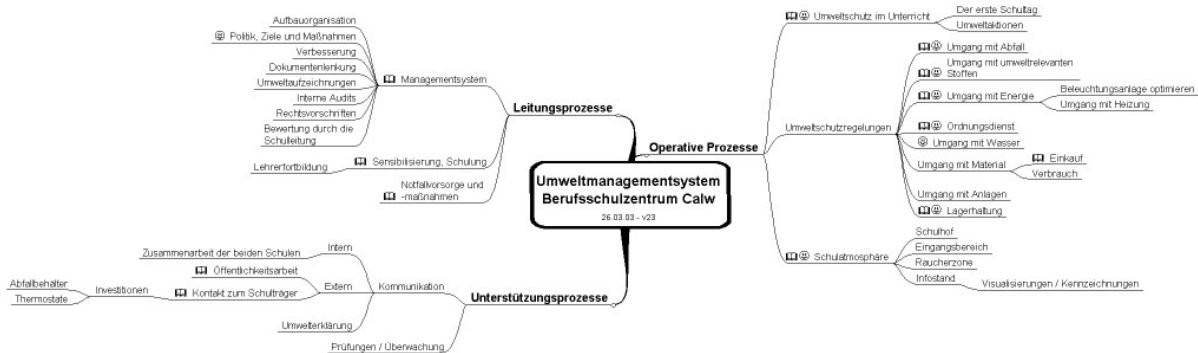 Umweltmanagementsystem
Berufsschulzentrum Calw
26.03.03 - v23
Leitungsprozesse
Managementsystem
Aufbauorganisation
Politik, Ziele und Maßnahmen
Verbesserung
Dokumentenlenkung
Umweltaufzeichnungen
Interne Audits
Rechtsvorschriften
Bewertung durch die
Schulleitung
Sensibilisierung, Schulung
Lehrerfortbildung
Notfallvorsorge und
-maßnahmen
Operative Prozesse
Umweltschutz im Unterricht
Der erste Schultag
Umweltaktionen
Umweltschutzregelungen
Umgang mit Abfall
Umgang mit umweltrelevanten
Stoffen
Umgang mit Energie
Beleuchtungsanlage optimieren
Umgang mit Heizung
Ordnungsdienst
Umgang mit Wasser
Umgang mit Material
Einkauf
Verbrauch
Umgang mit Anlagen
Lagerhaltung
Schulatmosphäre
Schulhof
Eingangsbereich
Raucherzone
Infostand
Visualisierungen / Kennzeichnungen
Unterstützungsprozesse
Kommunikation
Intern
Zusammenarbeit der beiden Schulen
Extern
Öffentlichkeitsarbeit
Kontakt zum Schulträger
Investitionen
Abfallbehälter
Thermostate
Umwelterklärung
Prüfungen / Überwachung